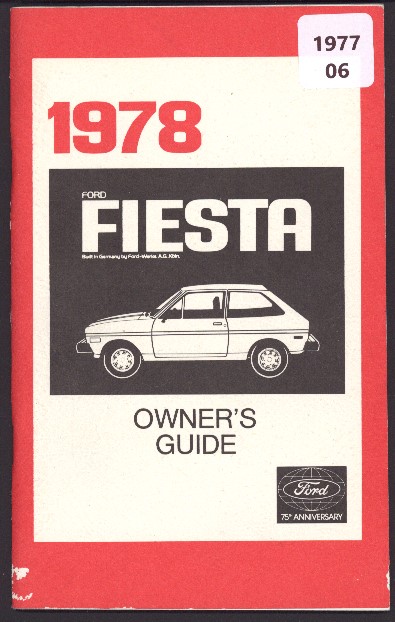 1977
06
1978
FORD
FIESTA
Built in Germany by Ford-Werke A.G. Köln.
OWNER'S
GUIDE
Ford
75th ANNIVERSARY